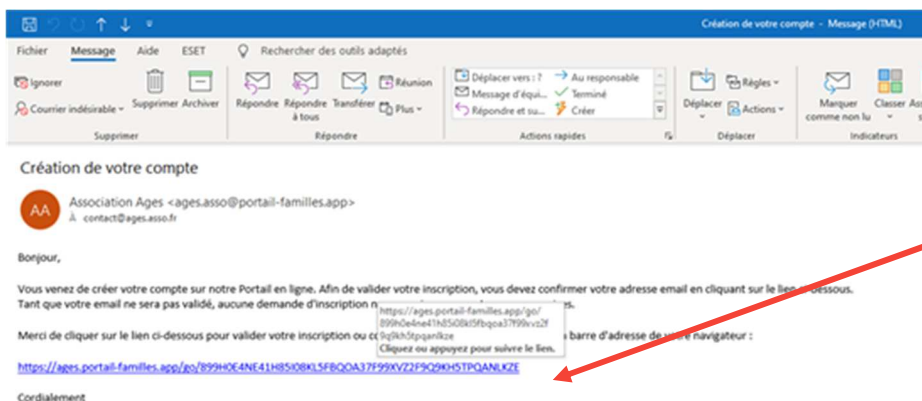 Création de votre compte - Message (HTML)
Fichier Message Aide ESET Rechercher des outils adaptés
Ignorer
Courrier indésirable
Supprimer Archiver
Supprimer
Répondre Répondre à tous Transférer
Réunion
Plus
Répondre
Déplacer vers : ? Au responsable
Message d'équi... Terminé
Répondre et su... Créer
Actions rapides
Déplacer
Règles
Actions
Déplacer
Marquer comme non lu
Classer
Indicateurs
Création de votre compte
AA
Association Ages <ages.asso@portail-familles.app>
À contact@ages.asso.fr
Bonjour,
Vous venez de créer votre compte sur notre Portail en ligne. Afin de valider votre inscription, vous devez confirmer votre adresse email en cliquant sur le lien ci-dessous.
Tant que votre email ne sera pas validé, aucune demande d'inscription
https://ages.portail-familles.app/go/
899h0e4ne41h85i08kl5fbqoa37f99xvz2f
9q9kh5tpqanlkze
Cliquez ou appuyez pour suivre le lien.
Merci de cliquer sur le lien ci-dessous pour valider votre inscription ou barre d'adresse de votre navigateur :
https://ages.portail-familles.app/go/899H0E4NE41H85I08KL5FBQOA37F99XVZ2F9Q9KH5TPQANLKZE
Cordialement